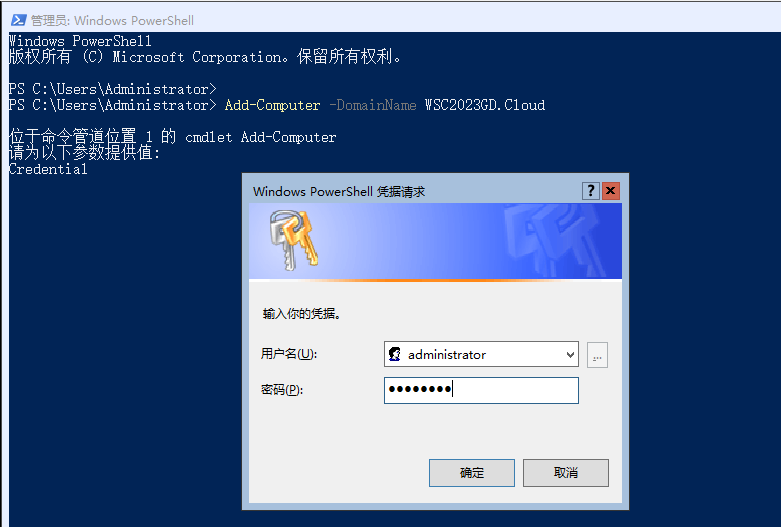 管理员: Windows PowerShell
Windows PowerShell
版权所有 (C) Microsoft Corporation。保留所有权利。
PS C:\Users\Administrator>
PS C:\Users\Administrator> Add-Computer -DomainName WSC2023GD.Cloud
位于命令管道位置 1 的 cmdlet Add-Computer
请为以下参数提供值:
Credential
Windows PowerShell 凭据请求
?
输入你的凭据。
用户名(U):
administrator
...
密码(P):
●●●●●●●●
确定
取消